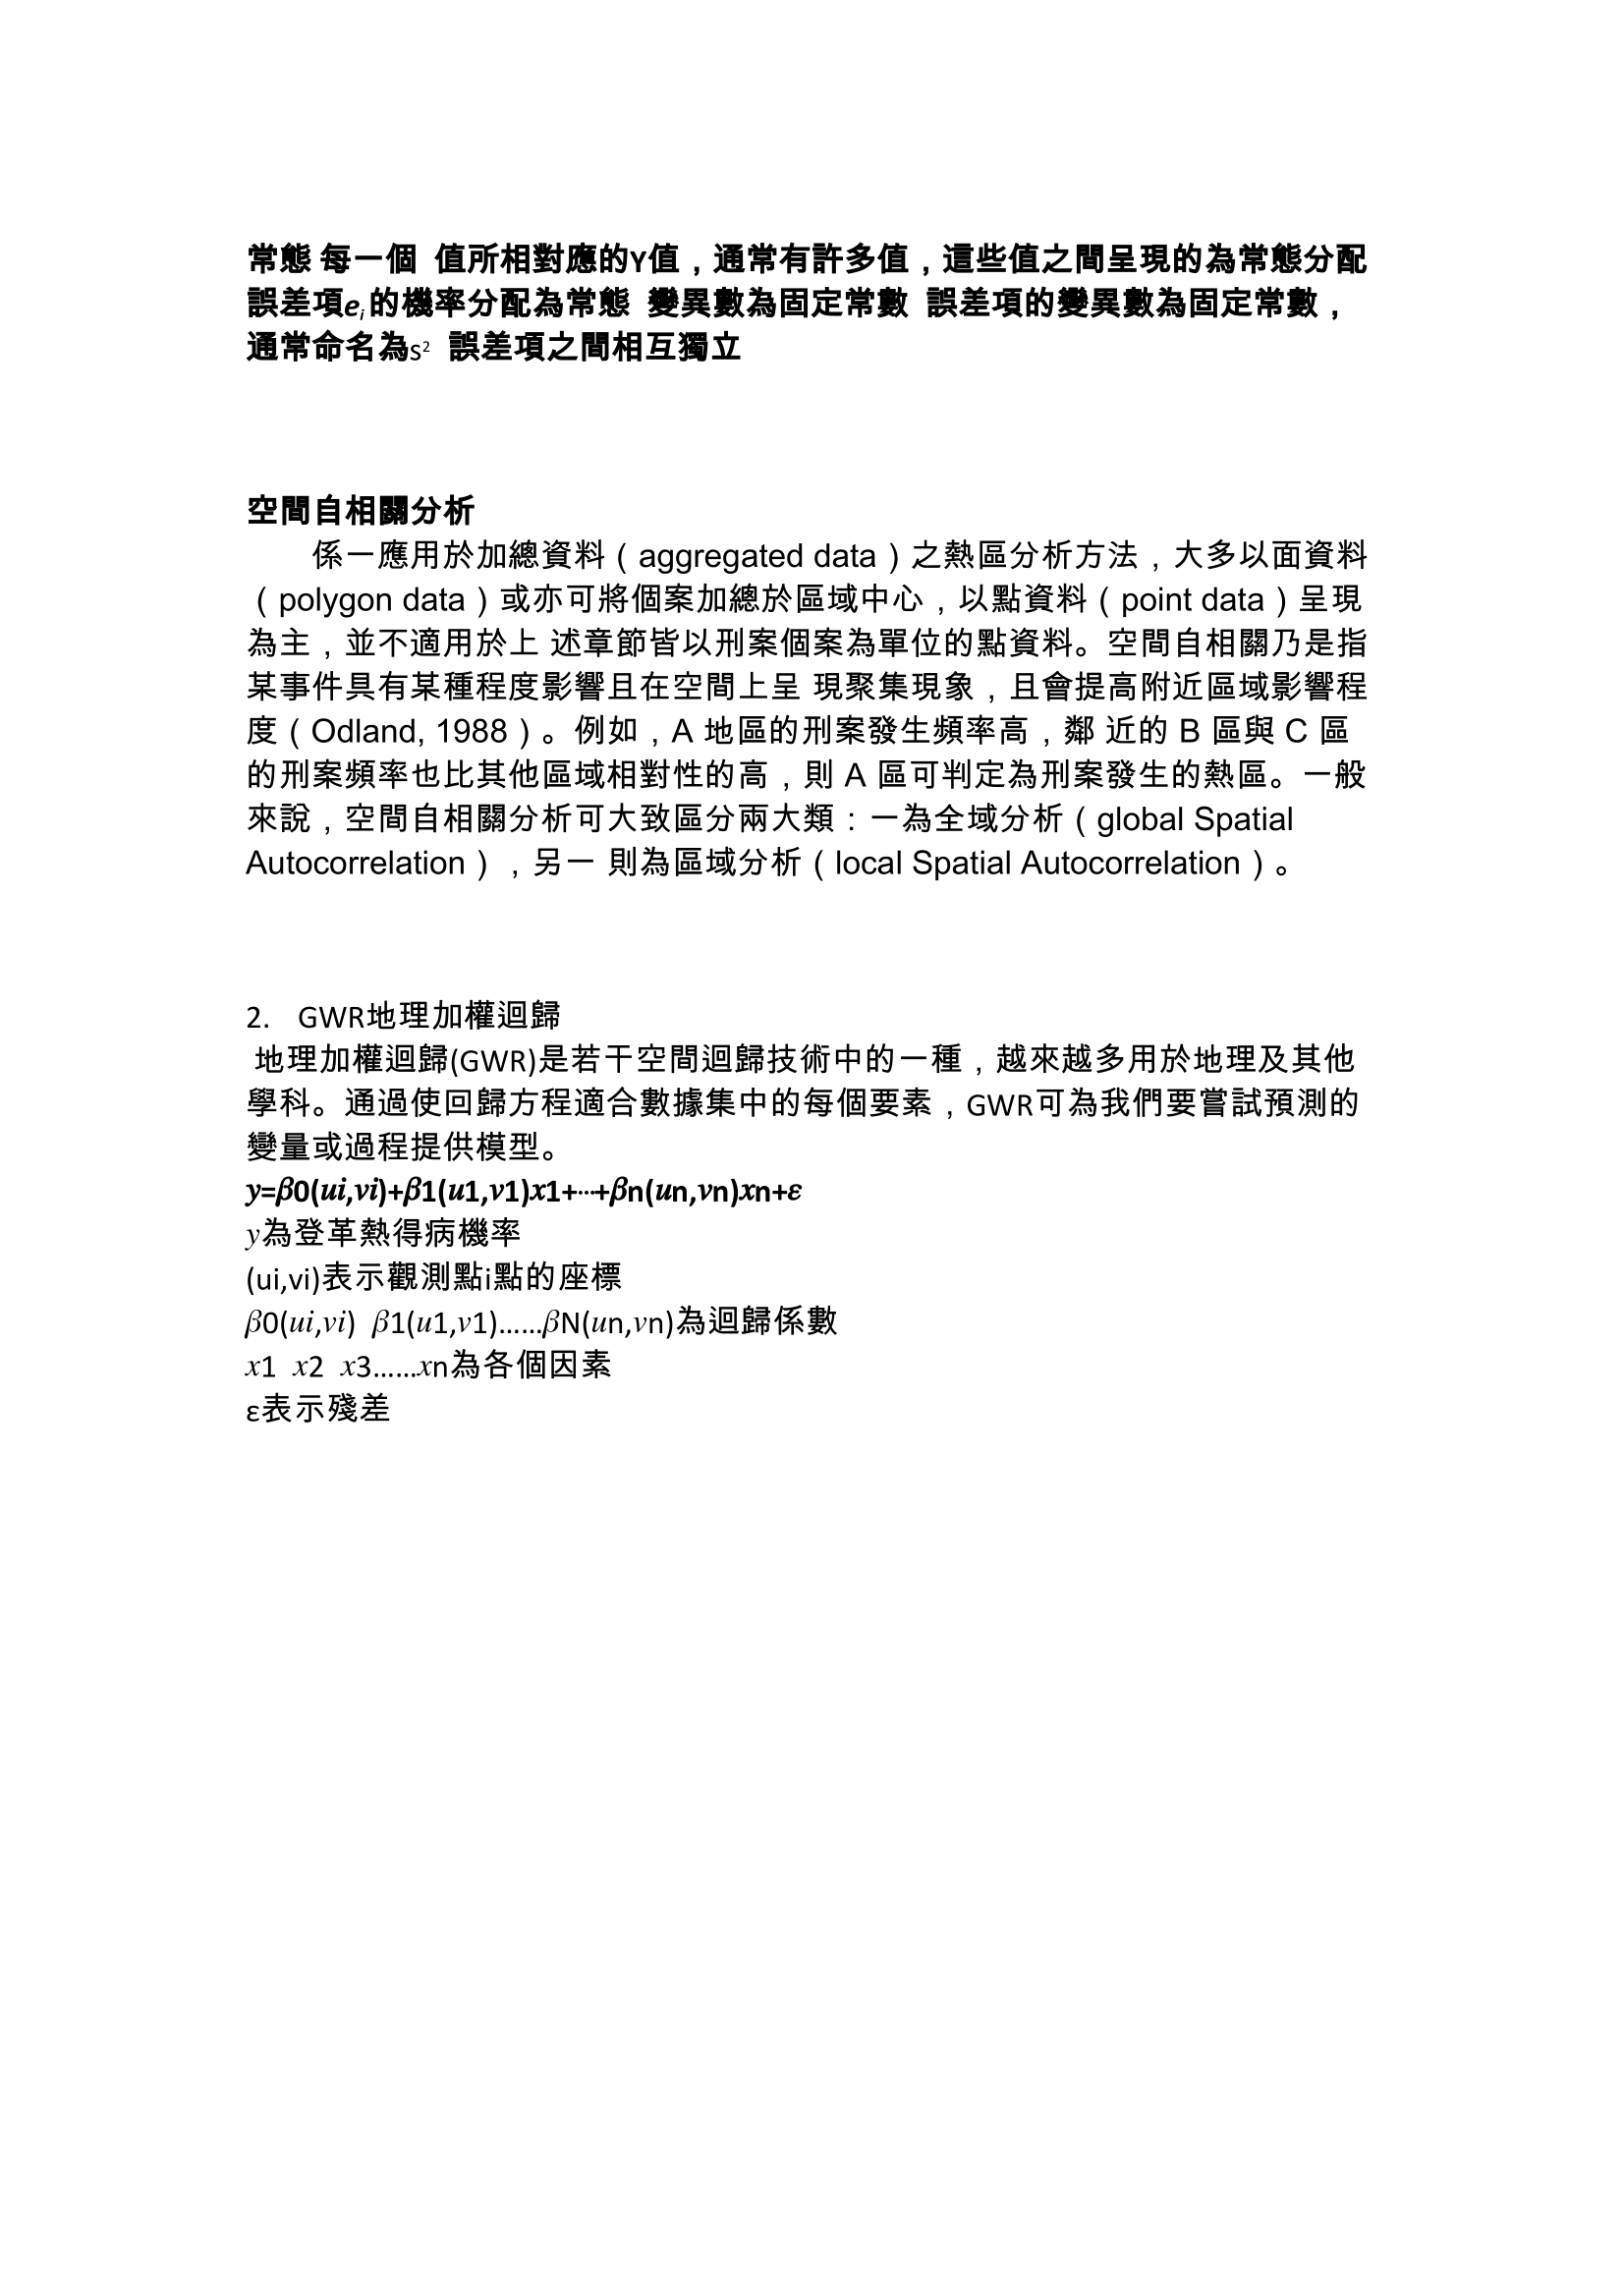 常態 每一個  值所相對應的Y值，通常有許多值，這些值之間呈現的為常態分配
誤差項eᵢ的機率分配為常態  變異數為固定常數  誤差項的變異數為固定常數，
通常命名為s²  誤差項之間相互獨立
空間自相關分析
係一應用於加總資料（aggregated data）之熱區分析方法，大多以面資料
（polygon data）或亦可將個案加總於區域中心，以點資料（point data）呈現
為主，並不適用於上 述章節皆以刑案個案為單位的點資料。空間自相關乃是指
某事件具有某種程度影響且在空間上呈 現聚集現象，且會提高附近區域影響程
度（Odland, 1988）。例如，A 地區的刑案發生頻率高，鄰 近的 B 區與 C 區
的刑案頻率也比其他區域相對性的高，則 A 區可判定為刑案發生的熱區。一般
來說，空間自相關分析可大致區分兩大類：一為全域分析（global Spatial
Autocorrelation），另一 則為區域分析（local Spatial Autocorrelation）。
2. GWR地理加權迴歸
地理加權迴歸(GWR)是若干空間迴歸技術中的一種，越來越多用於地理及其他
學科。通過使回歸方程適合數據集中的每個要素，GWR可為我們要嘗試預測的
變量或過程提供模型。
y=β0(ui,vi)+β1(u1,v1)x1+⋯+βn(un,vn)xn+ε
y為登革熱得病機率
(ui,vi)表示觀測點i點的座標
β0(ui,vi)  β1(u1,v1)……βN(un,vn)為迴歸係數
x1  x2  x3……xn為各個因素
ε表示殘差